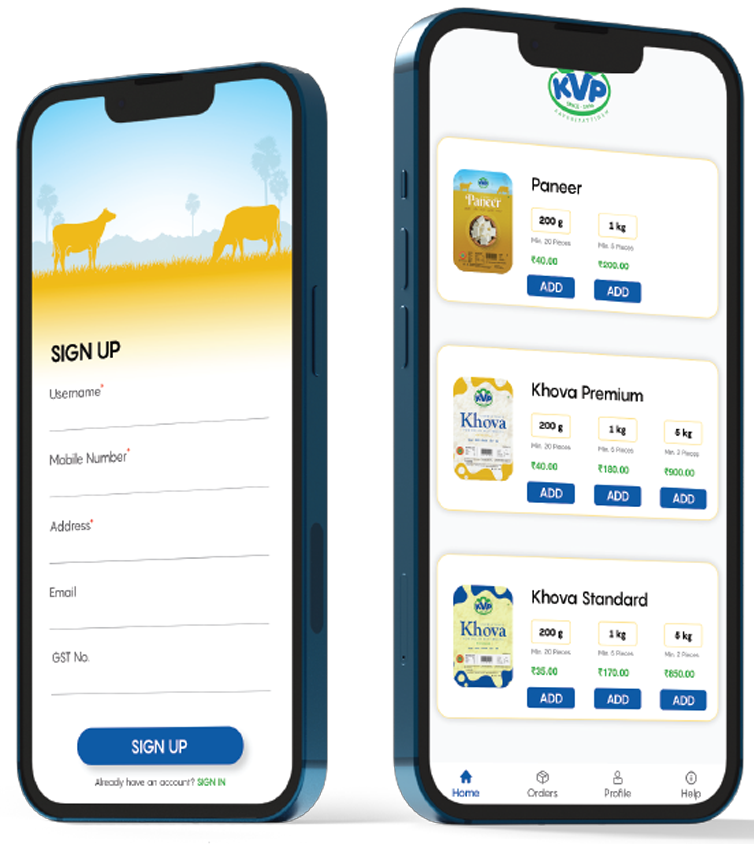 SIGN UP
Username*
Mobile Number*
Address*
Email
GST No.
SIGN UP
Already have an account? SIGN IN
KVP
SINCE
Paneer
200 g 1 kg
Min. 20 Pieces Min. 5 Pieces
₹40.00 ₹200.00
ADD ADD
KVP
Paneer
Khova Premium
200 g 1 kg 5 kg
Min. 20 Pieces Min. 5 Pieces Min. 2 Pieces
₹40.00 ₹180.00 ₹900.00
ADD ADD ADD
KVP
Khova
Khova Standard
200 g 1 kg 5 kg
Min. 20 Pieces Min. 5 Pieces Min. 2 Pieces
₹35.00 ₹170.00 ₹850.00
ADD ADD ADD
KVP
Khova
Home Orders Profile Help